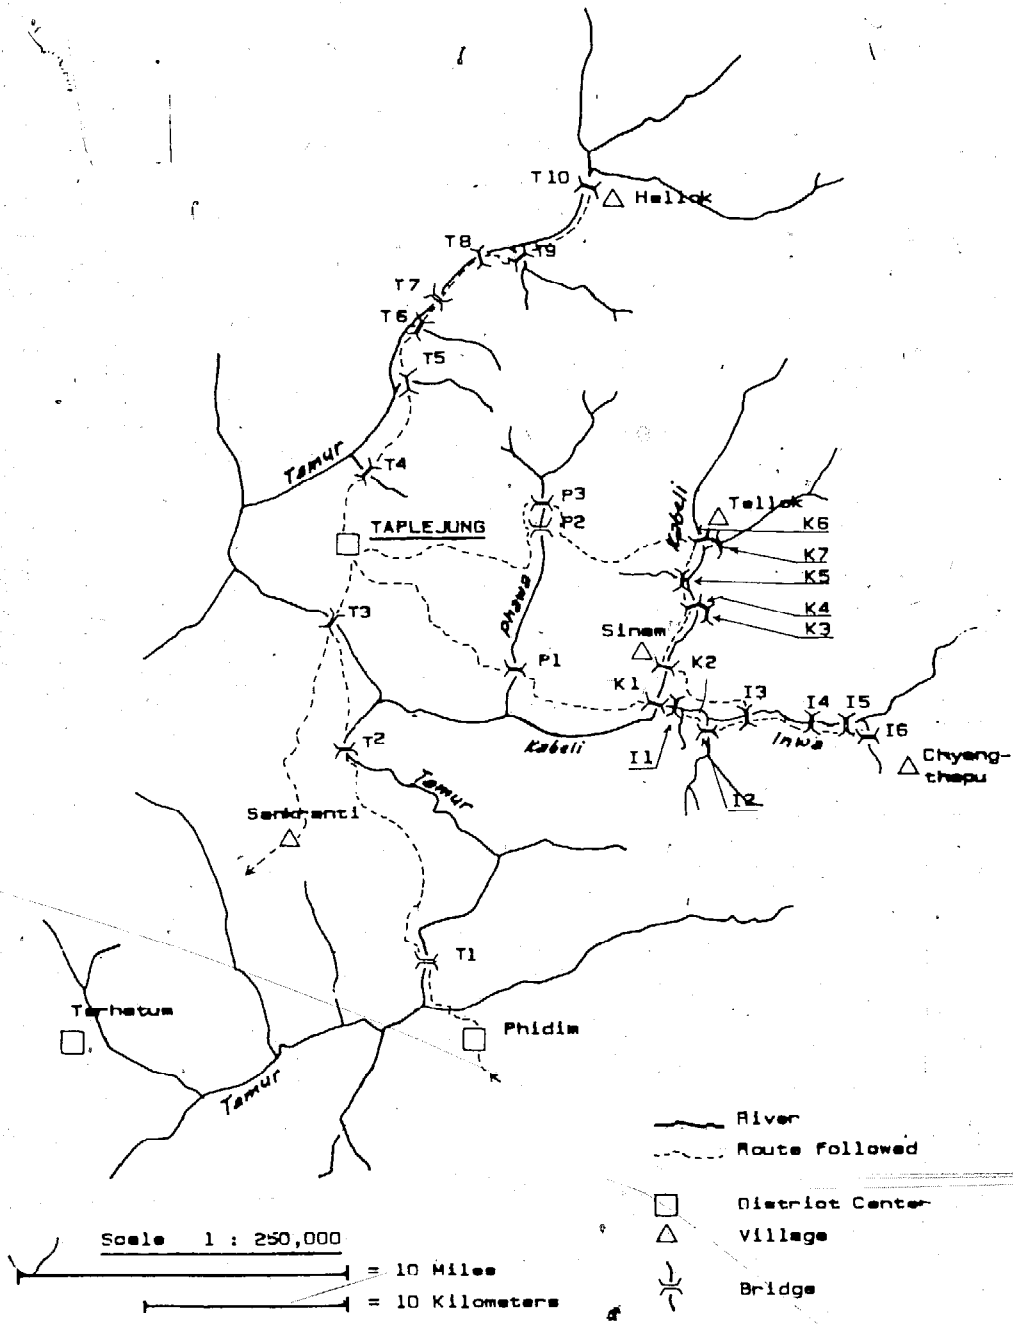 T10
Hellok
T8
T9
T7
T6
T5
Tamur
T4
P3
P2
Kabeli
Tellok
K6
TAPLEJUNG
K7
K5
Phawa
T3
K4
K3
Sinam
P1
K2
K1
I3
I4
I5
I6
T2
Kabeli
I1
Inwa
Chyang-
thapu
Tamur
I2
Sankranti
T1
Terhatum
Phidim
Tamur
River
Route Followed
District Center
Village
Bridge
Scale 1 : 250,000
= 10 Miles
= 10 Kilometers